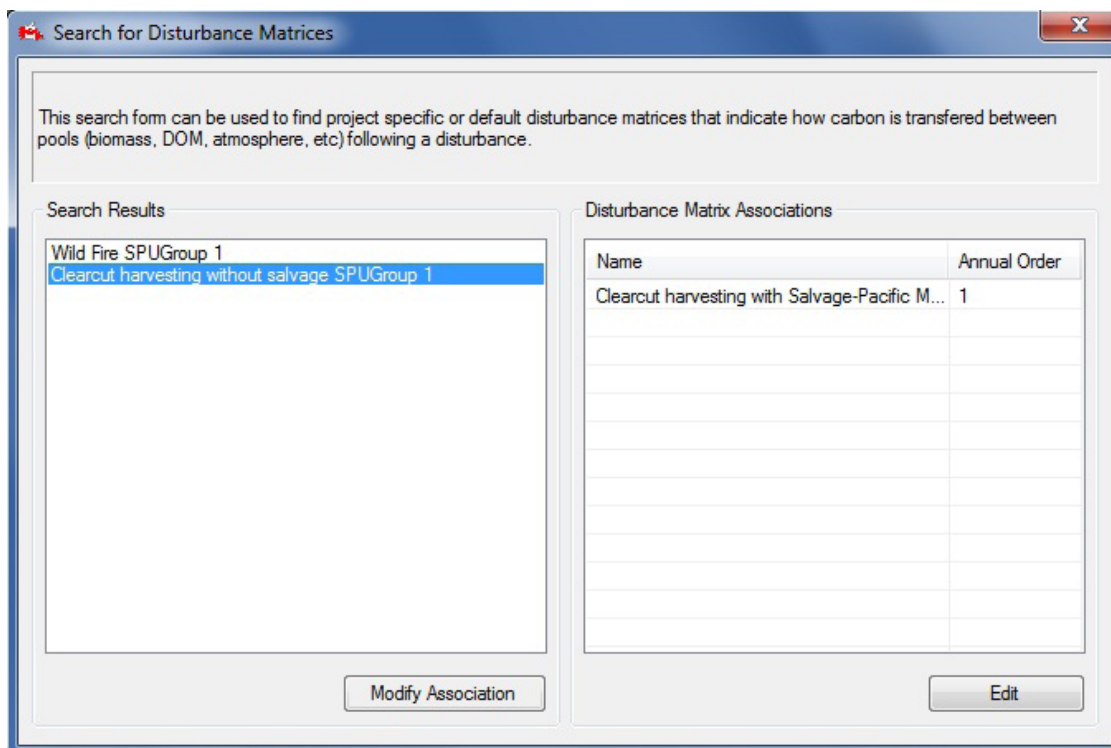 Search for Disturbance Matrices
This search form can be used to find project specific or default disturbance matrices that indicate how carbon is transfered between
pools (biomass, DOM, atmosphere, etc) following a disturbance.
Search Results
Wild Fire SPUGroup 1
Clearcut harvesting without salvage SPUGroup 1
Modify Association
Disturbance Matrix Associations
Name Annual Order
Clearcut harvesting with Salvage-Pacific M... 1
Edit